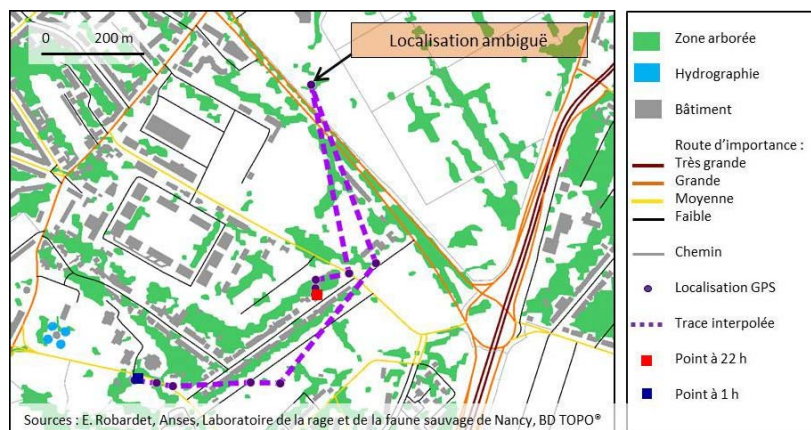 Localisation ambiguë
0 200 m
Sources : E. Robardet, Anses, Laboratoire de la rage et de la faune sauvage de Nancy, BD TOPO®
Zone arborée
Hydrographie
Bâtiment
Route d'importance :
Très grande
Grande
Moyenne
Faible
Chemin
Localisation GPS
Trace interpolée
Point à 22 h
Point à 1 h